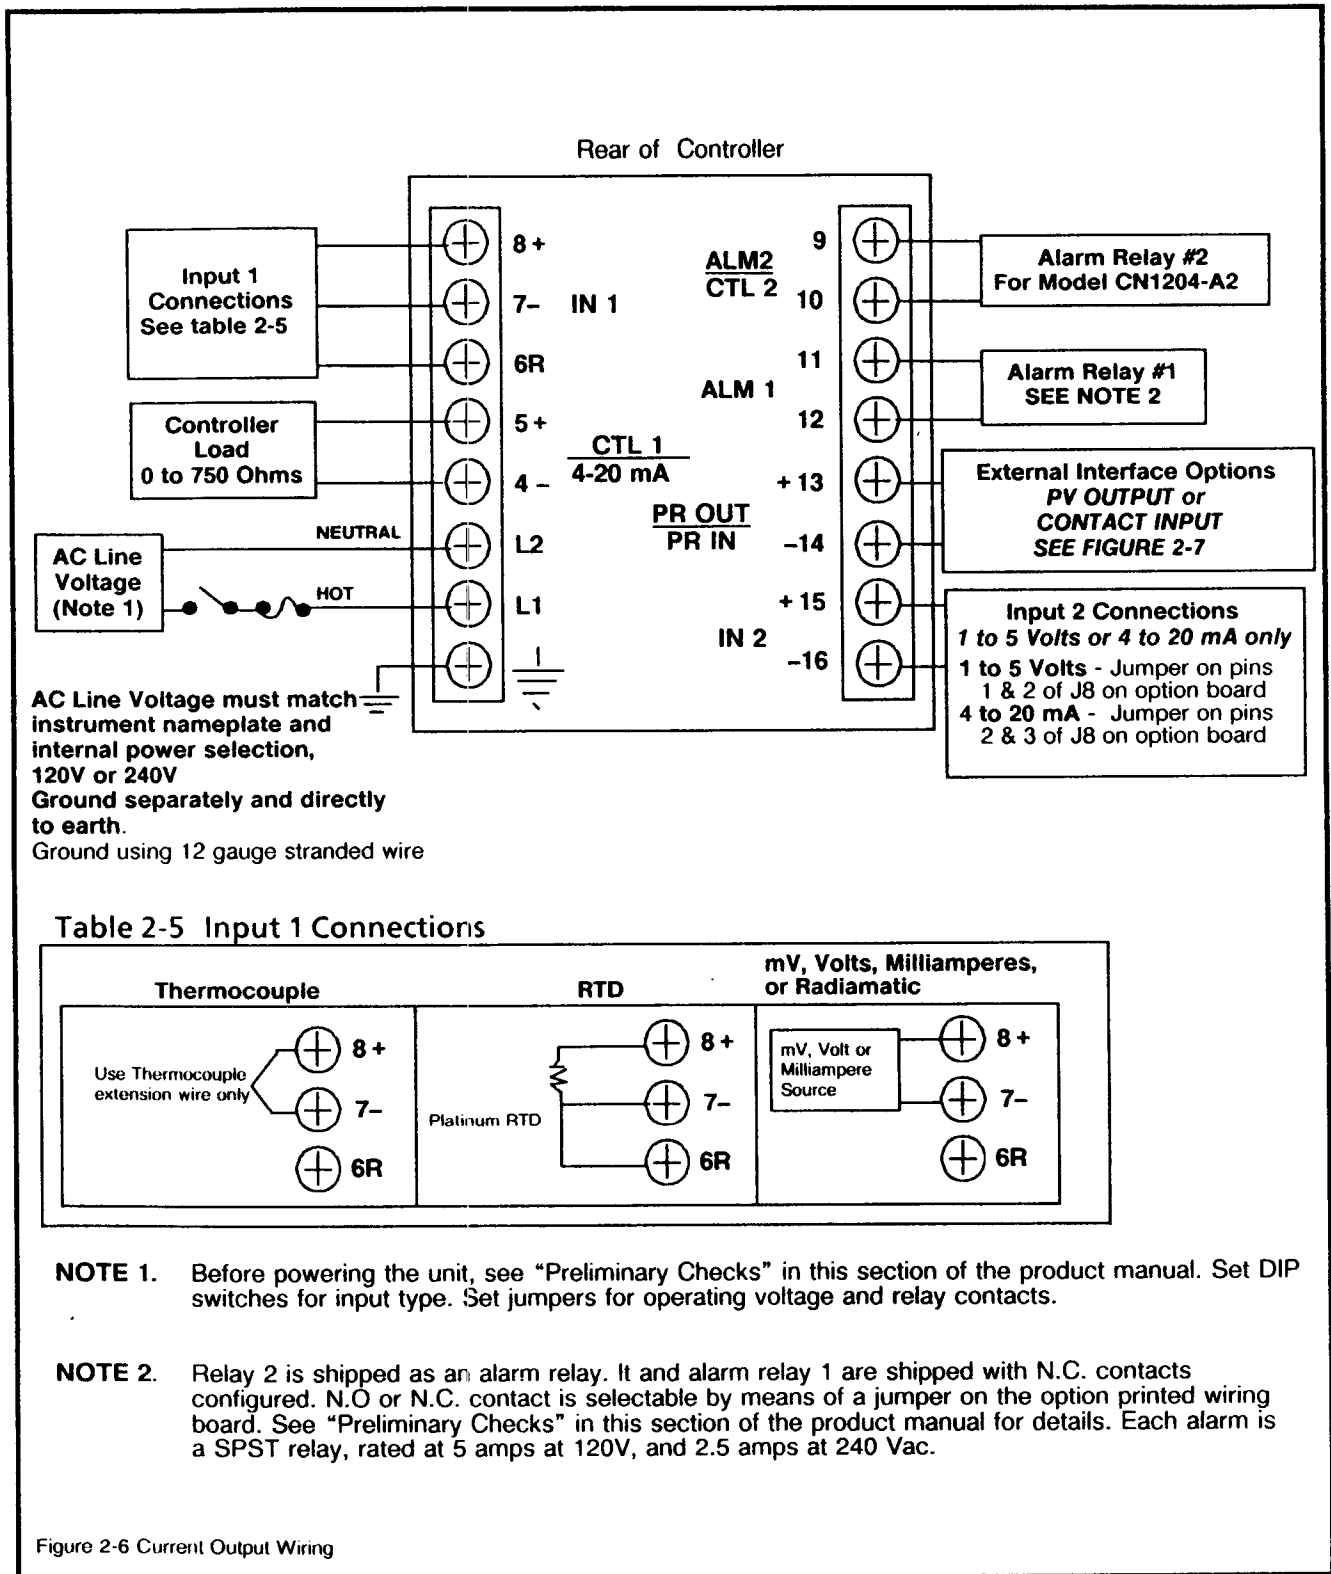 Rear of Controller
Input 1
Connections
See table 2-5
8+
7–
IN 1
6R
Controller
Load
0 to 750 Ohms
5+
4 –
CTL 1
4-20 mA
AC Line
Voltage
(Note 1)
NEUTRAL
L2
HOT
L1
9
ALM2
CTL 2
10
11
ALM 1
12
+ 13
PR OUT
PR IN
–14
+ 15
IN 2
–16
Alarm Relay #2
For Model CN1204-A2
Alarm Relay #1
SEE NOTE 2
External Interface Options
PV OUTPUT or
CONTACT INPUT
SEE FIGURE 2-7
Input 2 Connections
1 to 5 Volts or 4 to 20 mA only
1 to 5 Volts - Jumper on pins
1 & 2 of J8 on option board
4 to 20 mA - Jumper on pins
2 & 3 of J8 on option board
AC Line Voltage must match
instrument nameplate and
internal power selection,
120V or 240V
Ground separately and directly
to earth.
Ground using 12 gauge stranded wire
Table 2-5 Input 1 Connections
Thermocouple
RTD
mV, Volts, Milliamperes,
or Radiamatic
Use Thermocouple
extension wire only
8+
7–
6R
Platinum RTD
8+
7–
6R
mV, Volt or
Milliampere
Source
8+
7–
6R
NOTE 1. Before powering the unit, see “Preliminary Checks” in this section of the product manual. Set DIP
switches for input type. Set jumpers for operating voltage and relay contacts.
NOTE 2. Relay 2 is shipped as an alarm relay. It and alarm relay 1 are shipped with N.C. contacts
configured. N.O or N.C. contact is selectable by means of a jumper on the option printed wiring
board. See “Preliminary Checks” in this section of the product manual for details. Each alarm is
a SPST relay, rated at 5 amps at 120V, and 2.5 amps at 240 Vac.
Figure 2-6 Current Output Wiring